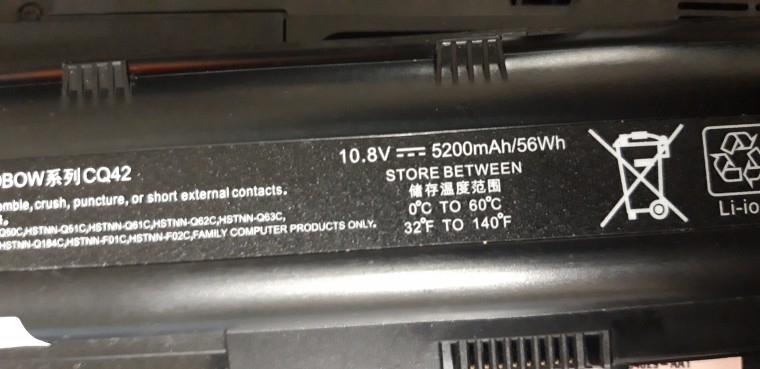 OBOW系列CQ42
mble, crush, puncture, or short external contacts.
Q50C,HSTNN-Q51C,HSTNN-Q61C,HSTNN-Q62C,HSTNN-Q63C,
HSTNN-Q184C,HSTNN-F01C,HSTNN-F02C,FAMILY COMPUTER PRODUCTS ONLY.
10.8V 5200mAh/56Wh
STORE BETWEEN
储存温度范围
0℃ TO 60℃
32℉ TO 140℉
Li-io